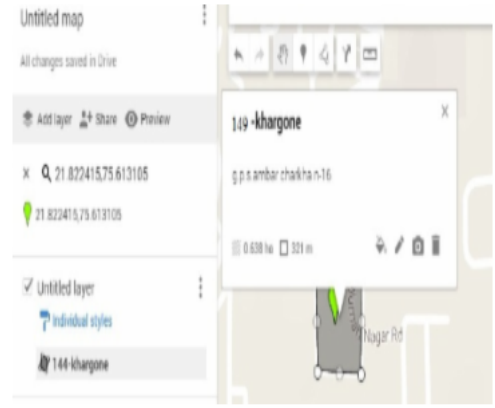 Untitled map
All changes saved in Drive
Add layer Share Preview
21.822415,75.613105
21.822415,75.613105
Untitled layer
Individual styles
144-khargone
149 -khargone
g.p.s.ambar charkha n-16
0.638 ha 321 m
Nagar Rd